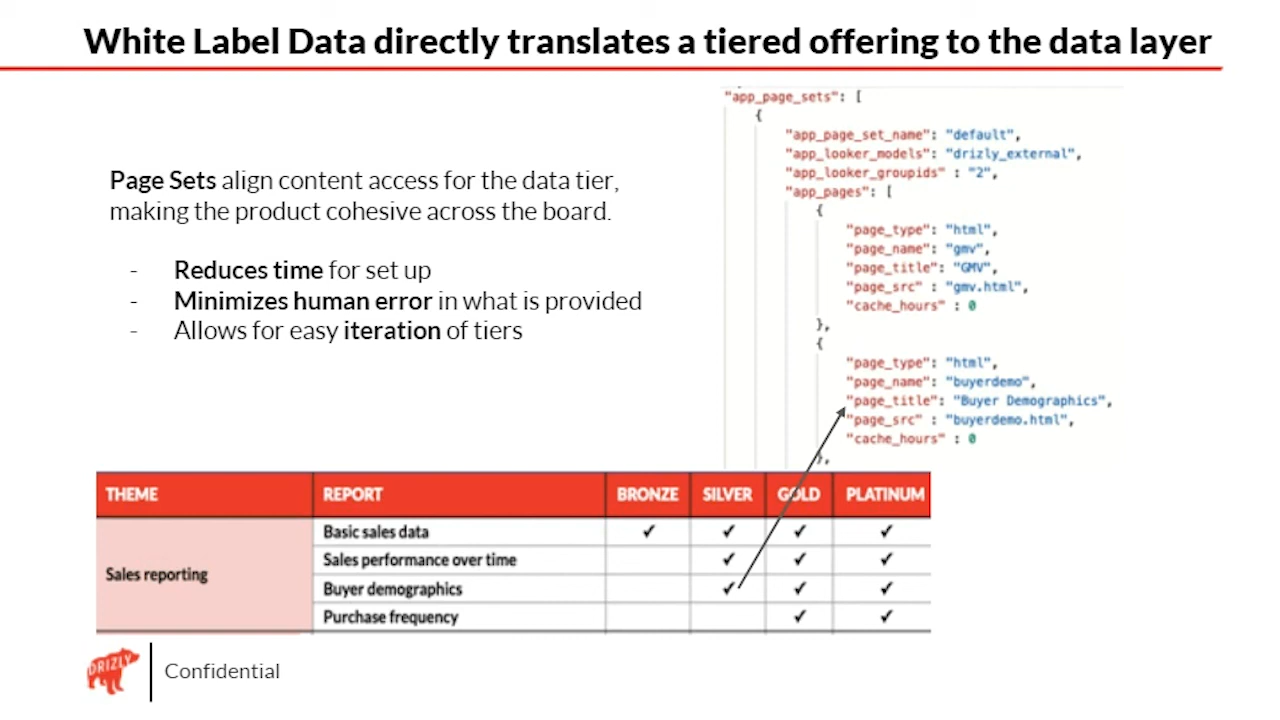 White Label Data directly translates a tiered offering to the data layer
Page Sets align content access for the data tier,
making the product cohesive across the board.
- Reduces time for set up
- Minimizes human error in what is provided
- Allows for easy iteration of tiers
"app_page_sets": [
{
"app_page_set_name": "default",
"app_looker_models": "drizly_external",
"app_looker_groupids" : "2",
"app_pages": [
{
"page_type": "html",
"page_name": "gmv",
"page_title": "GMV",
"page_src" : "gmv.html",
"cache_hours" : 0
},
{
"page_type": "html",
"page_name": "buyerdemo",
"page_title": "Buyer Demographics",
"page_src" : "buyerdemo.html",
"cache_hours" : 0
},
THEME REPORT BRONZE SILVER GOLD PLATINUM
Basic sales data ✓ ✓ ✓ ✓
Sales performance over time ✓ ✓ ✓
Sales reporting
Buyer demographics ✓ ✓ ✓
Purchase frequency ✓ ✓
DRIZLY
Confidential